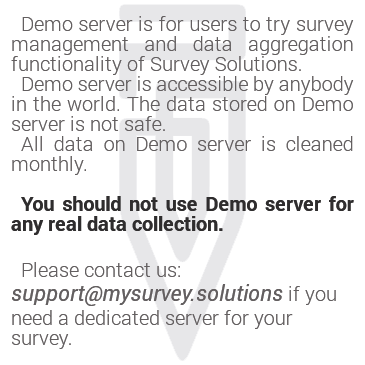 Demo server is for users to try survey
management and data aggregation
functionality of Survey Solutions.
Demo server is accessible by anybody
in the world. The data stored on Demo
server is not safe.
All data on Demo server is cleaned
monthly.
You should not use Demo server for
any real data collection.
Please contact us:
support@mysurvey.solutions if you
need a dedicated server for your
survey.